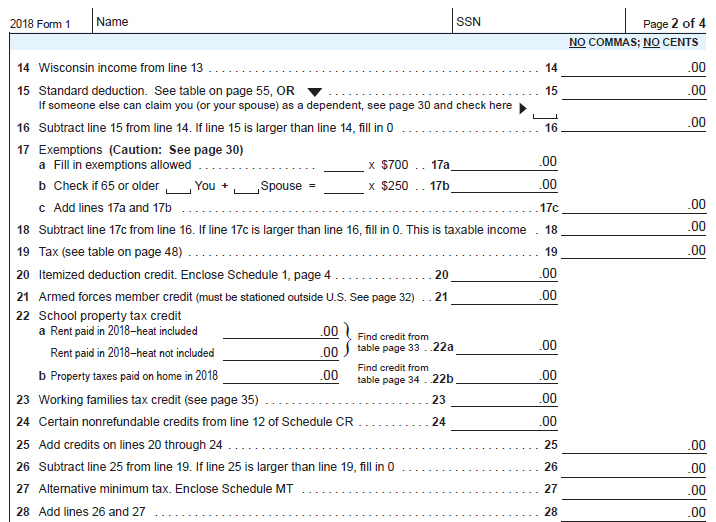 2018 Form 1 Name SSN Page 2 of 4
NO COMMAS; NO CENTS
14 Wisconsin income from line 13 . . . . . . . . . . . . . . . . . . . . 14 .00
15 Standard deduction. See table on page 55, OR ▼ . . . . . . . . . . . . . . . . . . . . 15 .00
If someone else can claim you (or your spouse) as a dependent, see page 30 and check here ▶
16 Subtract line 15 from line 14. If line 15 is larger than line 14, fill in 0 . . . . . . . . . . . . . . . . . . . . 16 .00
17 Exemptions (Caution: See page 30)
a Fill in exemptions allowed . . . . . . . . . . . . . . . . . ____ x $700 . . 17a .00
b Check if 65 or older ____ You + ____ Spouse = ____ x $250 . . 17b .00
c Add lines 17a and 17b . . . . . . . . . . . . . . . . . . . . 17c .00
18 Subtract line 17c from line 16. If line 17c is larger than line 16, fill in 0. This is taxable income . 18 .00
19 Tax (see table on page 48) . . . . . . . . . . . . . . . . . . . . 19 .00
20 Itemized deduction credit. Enclose Schedule 1, page 4 . . . . . . . . . . . . . . . 20 .00
21 Armed forces member credit (must be stationed outside U.S. See page 32) . . 21 .00
22 School property tax credit
a Rent paid in 2018–heat included .00
Rent paid in 2018–heat not included .00 } Find credit from table page 33 . . 22a .00
b Property taxes paid on home in 2018 .00 Find credit from table page 34 . . 22b .00
23 Working families tax credit (see page 35) . . . . . . . . . . . . . . . . . . . . 23 .00
24 Certain nonrefundable credits from line 12 of Schedule CR . . . . . . . . . . . 24 .00
25 Add credits on lines 20 through 24 . . . . . . . . . . . . . . . . . . . . 25 .00
26 Subtract line 25 from line 19. If line 25 is larger than line 19, fill in 0 . . . . . . . . . . . . . . . . . . . . 26 .00
27 Alternative minimum tax. Enclose Schedule MT . . . . . . . . . . . . . . . . . . . . 27 .00
28 Add lines 26 and 27 . . . . . . . . . . . . . . . . . . . . 28 .00